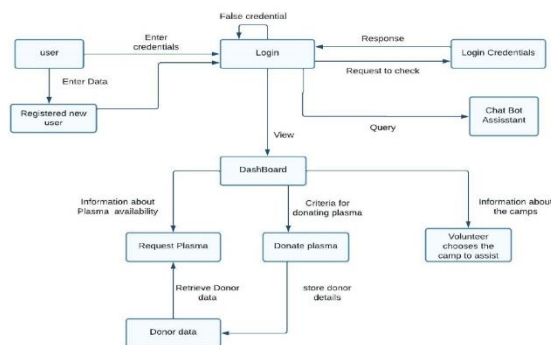 False credential
user
Enter
credentials
Login
Response
Login Credentials
Request to check
Enter Data
Registered new
user
Chat Bot
Assisstant
Query
View
DashBoard
Information about
Plasma availability
Criteria for
donating plasma
Information about
the camps
Request Plasma
Donate plasma
Volunteer
chooses the
camp to assist
Retrieve Donor
data
store donor
details
Donor data